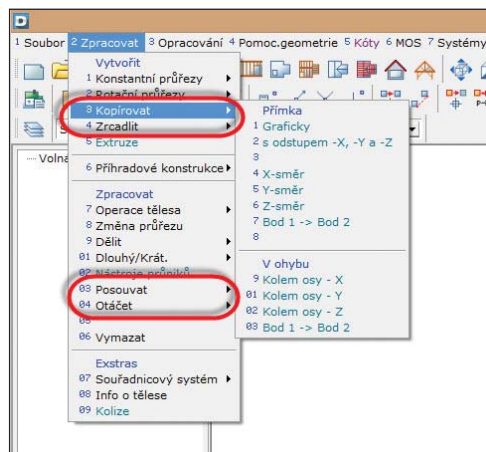 D
1 Soubor 2 Zpracovat 3 Opracování 4 Pomoc.geometrie 5 Kóty 6 MOS 7 Systémy
Vytvořit
1 Konstantní průřezy
2 Rotační průřezy
3 Kopírovat
4 Zrcadlit
5 Extruze
6 Příhradové konstrukce
Zpracovat
7 Operace tělesa
8 Změna průřezu
9 Dělit
01 Dlouhý/Krát.
02 Nástroje průniků
03 Posouvat
04 Otáčet
05
06 Vymazat
Exstras
07 Souřadnicový systém
08 Info o tělese
09 Kolize
Přímka
1 Graficky
2 s odstupem -X, -Y a -Z
3
4 X-směr
5 Y-směr
6 Z-směr
7 Bod 1 -> Bod 2
8
V ohybu
9 Kolem osy - X
01 Kolem osy - Y
02 Kolem osy - Z
03 Bod 1 -> Bod 2
Volna